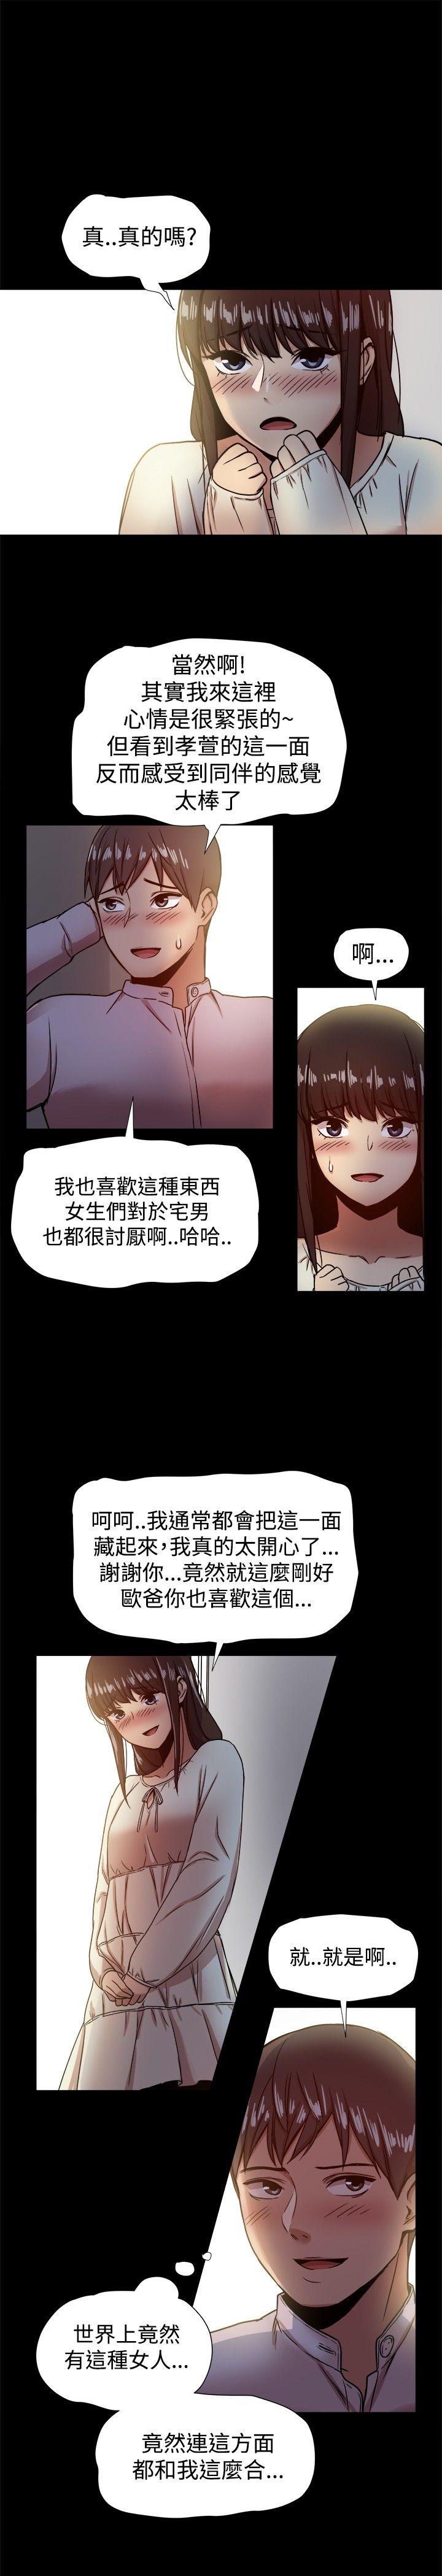 真..真的嗎?
當然啊!
其實我來這裡
心情是很緊張的~
但看到孝萱的這一面
反而感受到同伴的感覺
太棒了
啊...
我也喜歡這種東西
女生們對於宅男
也都很討厭啊..哈哈..
呵呵..我通常都會把這一面
藏起來,我真的太開心了...
謝謝你...竟然就這麼剛好
歐爸你也喜歡這個...
就..就是啊..
世界上竟然
有這種女人...
竟然連這方面
都和我這麼合...